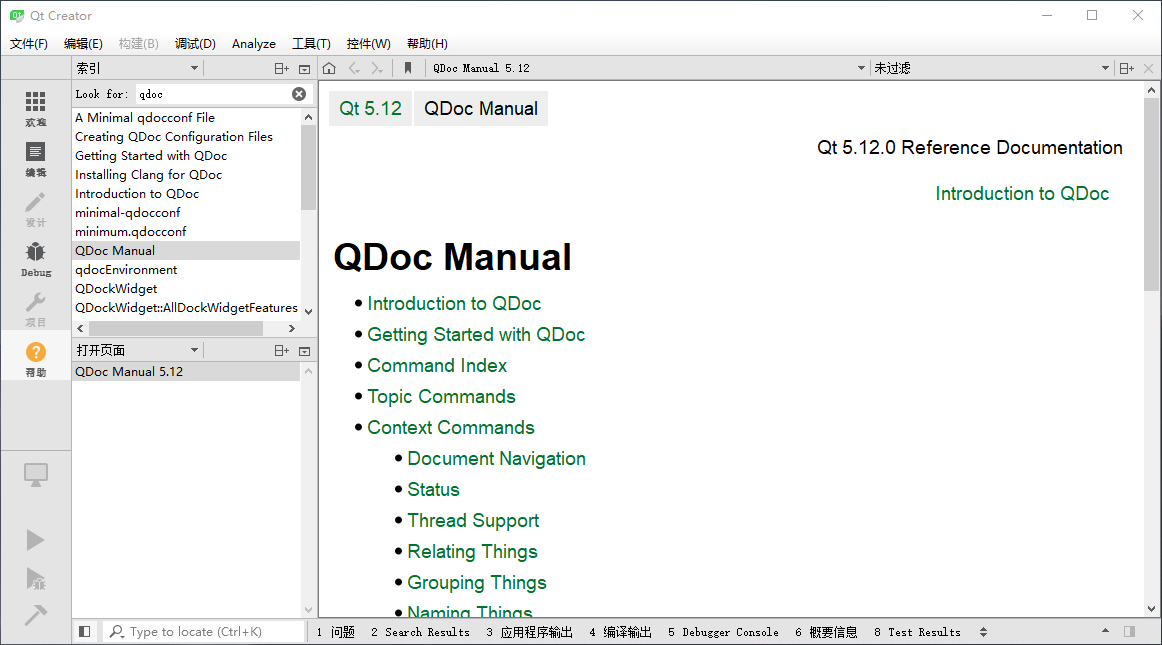 Qt Creator
文件(F) 编辑(E) 构建(B) 调试(D) Analyze 工具(T) 控件(W) 帮助(H)
索引
QDoc Manual 5.12
未过滤
Look for: qdoc
A Minimal qdocconf File
Creating QDoc Configuration Files
Getting Started with QDoc
Installing Clang for QDoc
Introduction to QDoc
minimal-qdocconf
minimum.qdocconf
QDoc Manual
qdocEnvironment
QDockWidget
QDockWidget::AllDockWidgetFeatures
打开页面
QDoc Manual 5.12
欢迎
编辑
设计
Debug
项目
帮助
Qt 5.12 QDoc Manual
Qt 5.12.0 Reference Documentation
Introduction to QDoc
QDoc Manual
Introduction to QDoc
Getting Started with QDoc
Command Index
Topic Commands
Context Commands
Document Navigation
Status
Thread Support
Relating Things
Grouping Things
Naming Things
Type to locate (Ctrl+K)
1 问题 2 Search Results 3 应用程序输出 4 编译输出 5 Debugger Console 6 概要信息 8 Test Results